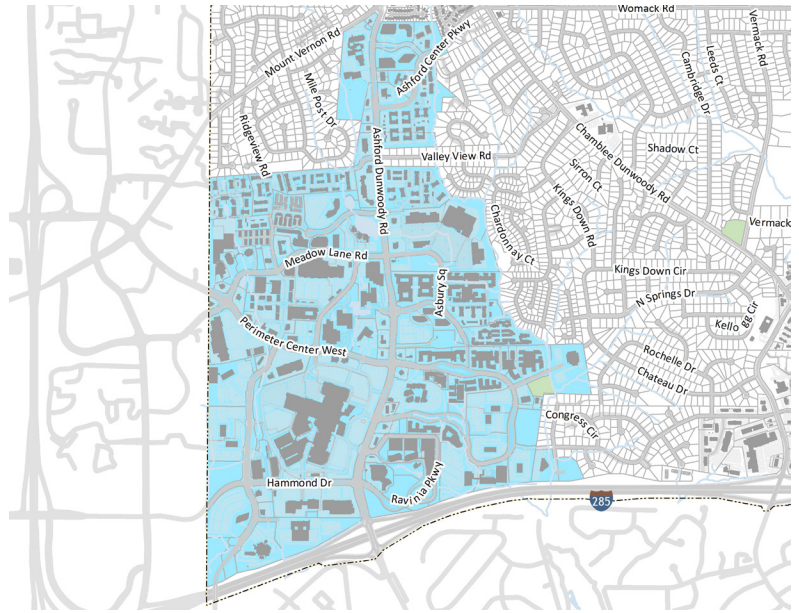 Womack Rd
Mount Vernon Rd
Ashford Center Pkwy
Vermack Rd
Leeds Ct
Cambridge Dr
Mile Post Dr
Ridgeview Rd
Ashford Dunwoody Rd
Valley View Rd
Chamblee Dunwoody Rd
Shadow Ct
Sirron Ct
Kings Down Rd
Chardonnay Ct
Vermack
Meadow Lane Rd
Asbury Sq
Kings Down Cir
N Springs Dr
Kello
gg Cir
Perimeter Center West
Rochelle Dr
Chateau Dr
Congress Cir
Hammond Dr
Ravinia Pkwy
285